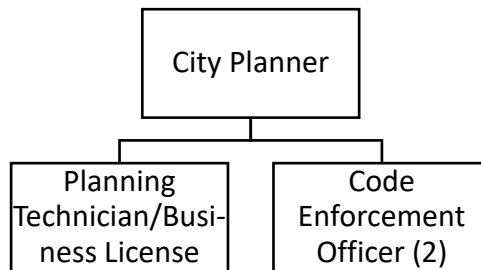 City Planner
Planning
Technician/Busi-
ness License
Code
Enforcement
Officer (2)